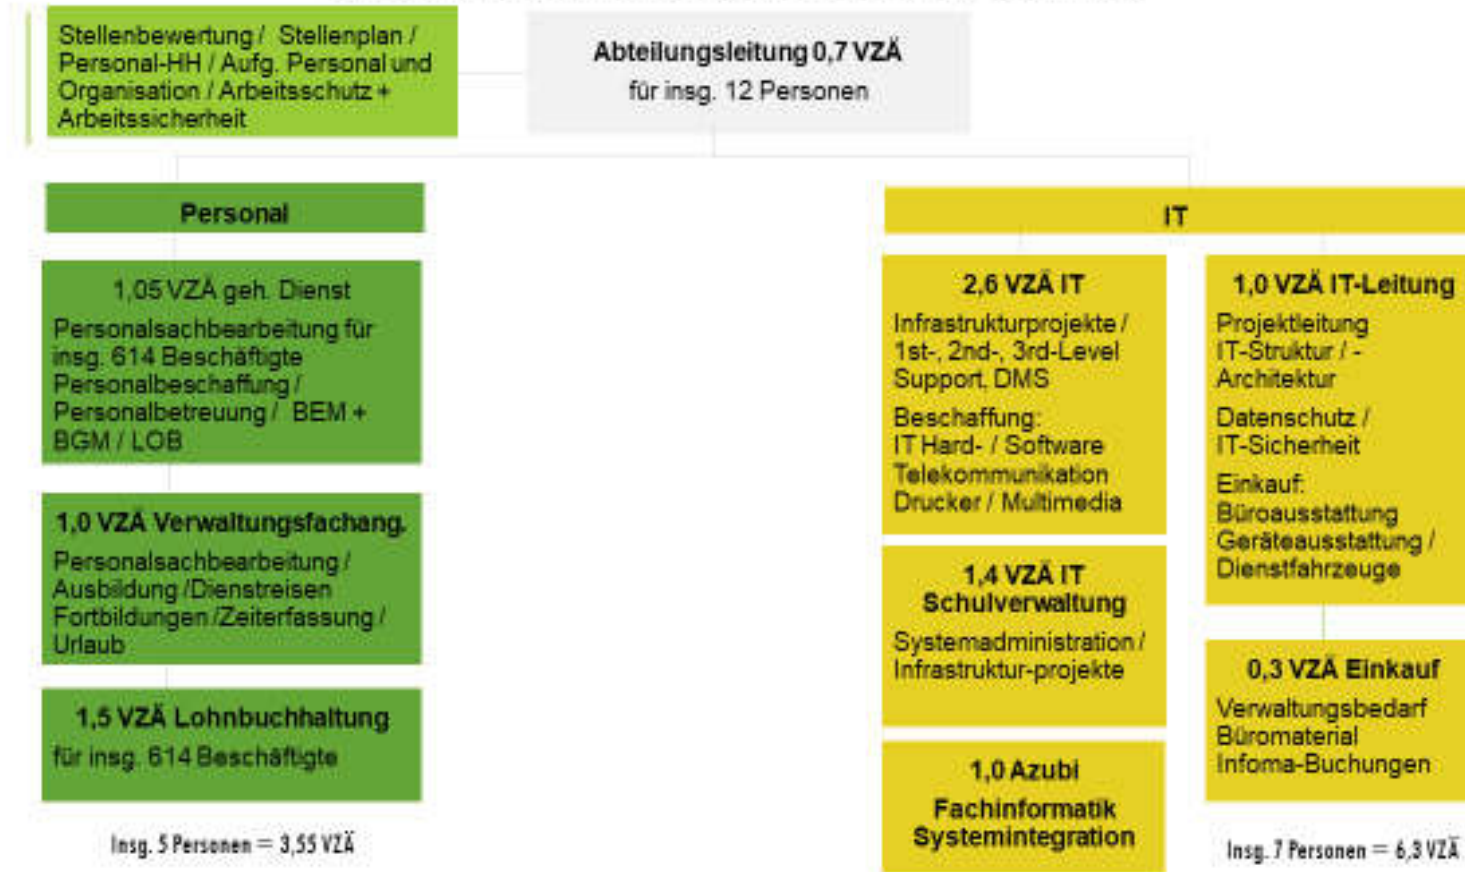 Stellenbewertung / Stellenplan /
Personal-HH / Aufg. Personal und
Organisation / Arbeitsschutz +
Arbeitssicherheit
Abteilungsleitung 0,7 VZÄ
für insg. 12 Personen
Personal
1,05 VZÄ geh. Dienst
Personalsachbearbeitung für
insg. 614 Beschäftigte
Personalbeschaffung /
Personalbetreuung / BEM +
BGM / LOB
1,0 VZÄ Verwaltungsfachang.
Personalsachbearbeitung /
Ausbildung /Dienstreisen
Fortbildungen /Zeiterfassung /
Urlaub
1,5 VZÄ Lohnbuchhaltung
für insg. 614 Beschäftigte
Insg. 5 Personen = 3,55 VZÄ
IT
2,6 VZÄ IT
Infrastrukturprojekte /
1st-, 2nd-, 3rd-Level
Support, DMS
Beschaffung:
IT Hard- / Software
Telekommunikation
Drucker / Multimedia
1,4 VZÄ IT
Schulverwaltung
Systemadministration /
Infrastruktur-projekte
1,0 Azubi
Fachinformatik
Systemintegration
1,0 VZÄ IT-Leitung
Projektleitung
IT-Struktur / -
Architektur
Datenschutz /
IT-Sicherheit
Einkauf:
Büroausstattung
Geräteausstattung /
Dienstfahrzeuge
0,3 VZÄ Einkauf
Verwaltungsbedarf
Büromaterial
Infoma-Buchungen
Insg. 7 Personen = 6,3 VZÄ